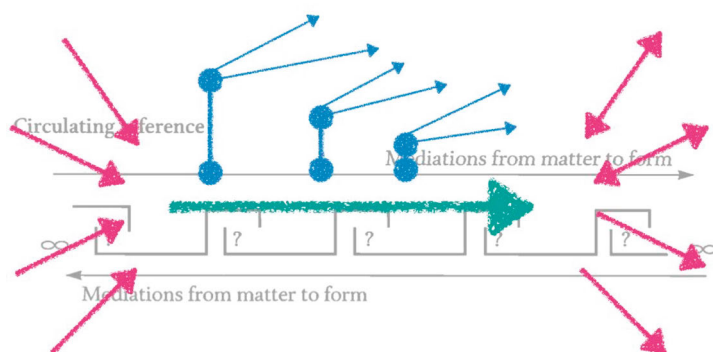 Circulating reference
Mediations from matter to form
∞ ? ? ? ? ? ∞
Mediations from matter to form